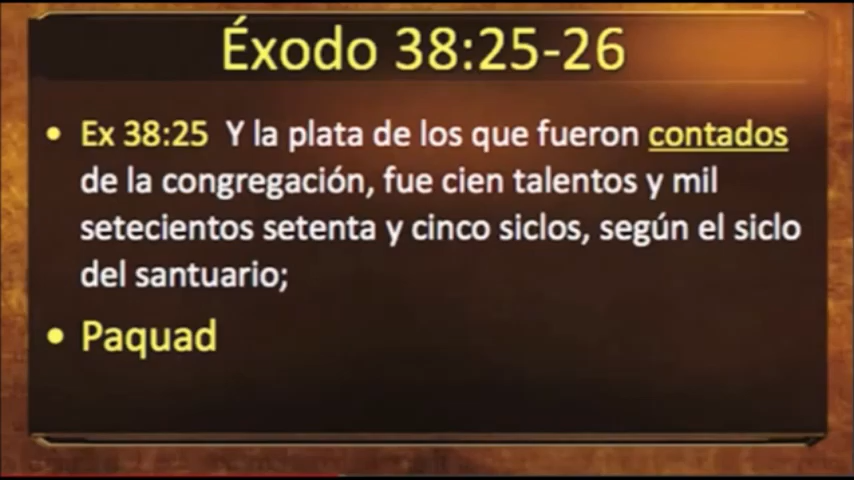 Éxodo 38:25-26
• Ex 38:25 Y la plata de los que fueron contados
de la congregación, fue cien talentos y mil
setecientos setenta y cinco siclos, según el siclo
del santuario;
• Paquad